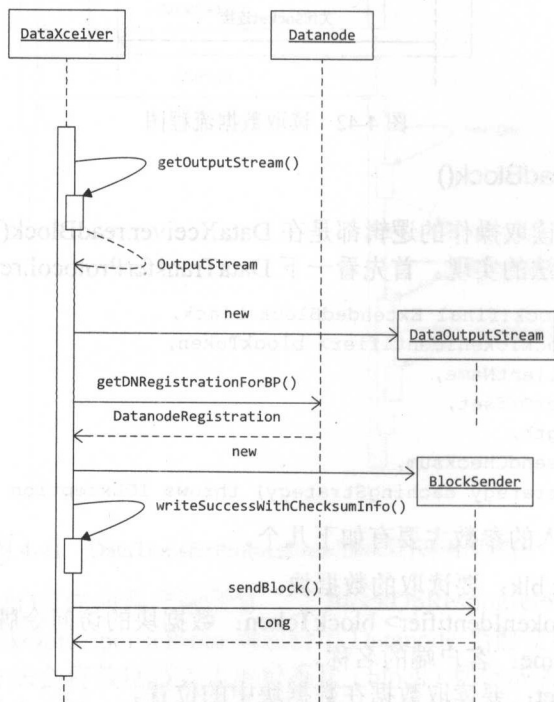 DataXceiver
Datanode
getOutputStream()
OutputStream
new
DataOutputStream
getDNRegistrationForBP()
DatanodeRegistration
new
BlockSender
writeSuccessWithChecksumInfo()
sendBlock()
Long